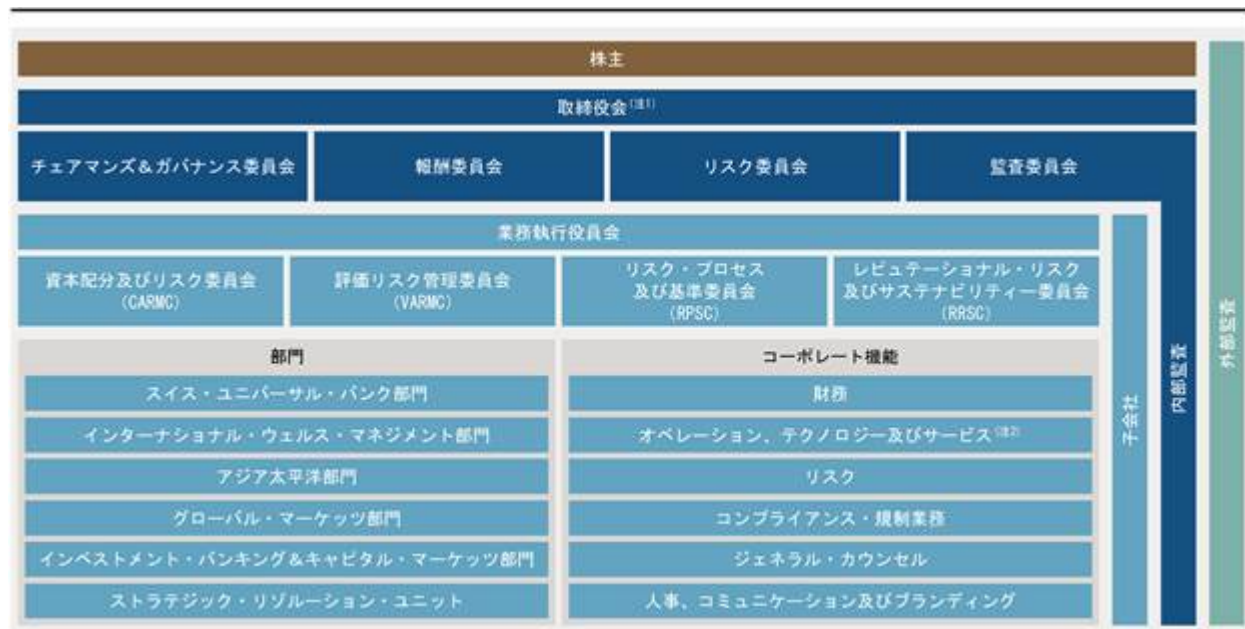 株主
取締役会(注1)
チェアマンズ＆ガバナンス委員会
報酬委員会
リスク委員会
監査委員会
業務執行役員会
資本配分及びリスク委員会
(CARMC)
評価リスク管理委員会
(VARMC)
リスク・プロセス
及び基準委員会
(RPSC)
レピュテーショナル・リスク
及びサステナビリティー委員会
(RRSC)
部門
スイス・ユニバーサル・バンク部門
インターナショナル・ウェルス・マネジメント部門
アジア太平洋部門
グローバル・マーケッツ部門
インベストメント・バンキング＆キャピタル・マーケッツ部門
ストラテジック・リゾルーション・ユニット
コーポレート機能
財務
オペレーション、テクノロジー及びサービス(注2)
リスク
コンプライアンス・規制業務
ジェネラル・カウンセル
人事、コミュニケーション及びブランディング
子会社
内部監査
外部監査